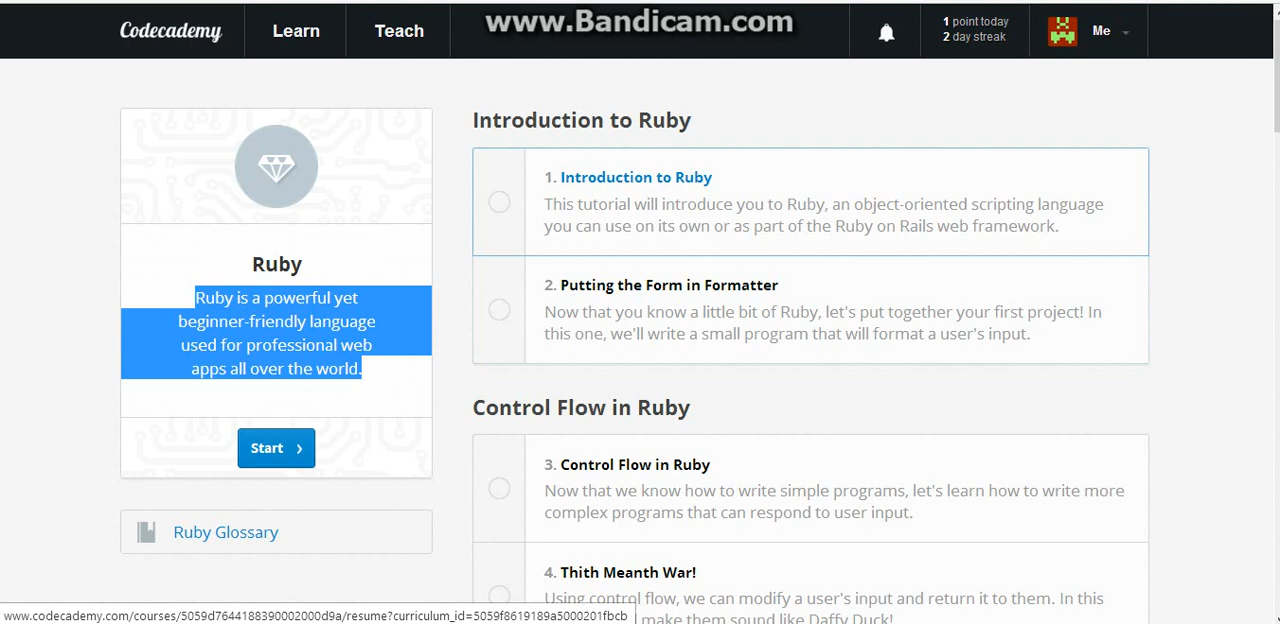 Codecademy
Learn
Teach
www.Bandicam.com
1 point today
2 day streak
Me
Ruby
Ruby is a powerful yet
beginner-friendly language
used for professional web
apps all over the world.
Start
Ruby Glossary
Introduction to Ruby
1. Introduction to Ruby
This tutorial will introduce you to Ruby, an object-oriented scripting language
you can use on its own or as part of the Ruby on Rails web framework.
2. Putting the Form in Formatter
Now that you know a little bit of Ruby, let's put together your first project! In
this one, we'll write a small program that will format a user's input.
Control Flow in Ruby
3. Control Flow in Ruby
Now that we know how to write simple programs, let's learn how to write more
complex programs that can respond to user input.
4. Thith Meanth War!
Using control flow, we can modify a user's input and return it to them. In this
make them sound like Daffy Duck!
www.codecademy.com/courses/5059d7644188390002000d9a/resume?curriculum_id=5059f8619189a5000201fbcb